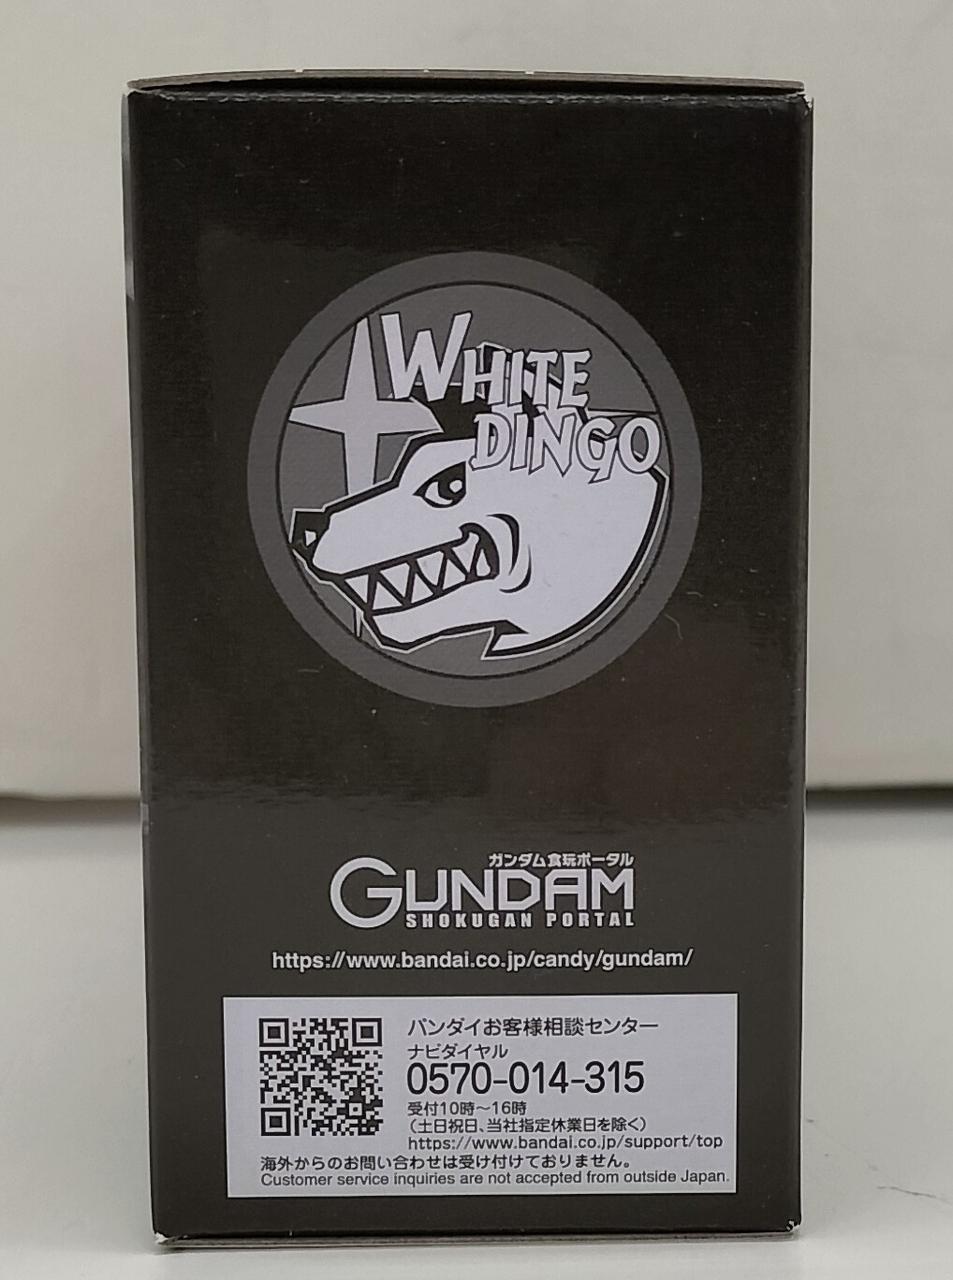 WHITE
DINGO
ガンダム食玩ポータル
GUNDAM
SHOKUGAN PORTAL
https://www.bandai.co.jp/candy/gundam/
バンダイお客様相談センター
ナビダイヤル
0570-014-315
受付10時～16時
（土日祝日、当社指定休業日を除く）
https://www.bandai.co.jp/support/top
海外からのお問い合わせは受け付けておりません。
Customer service inquiries are not accepted from outside Japan.